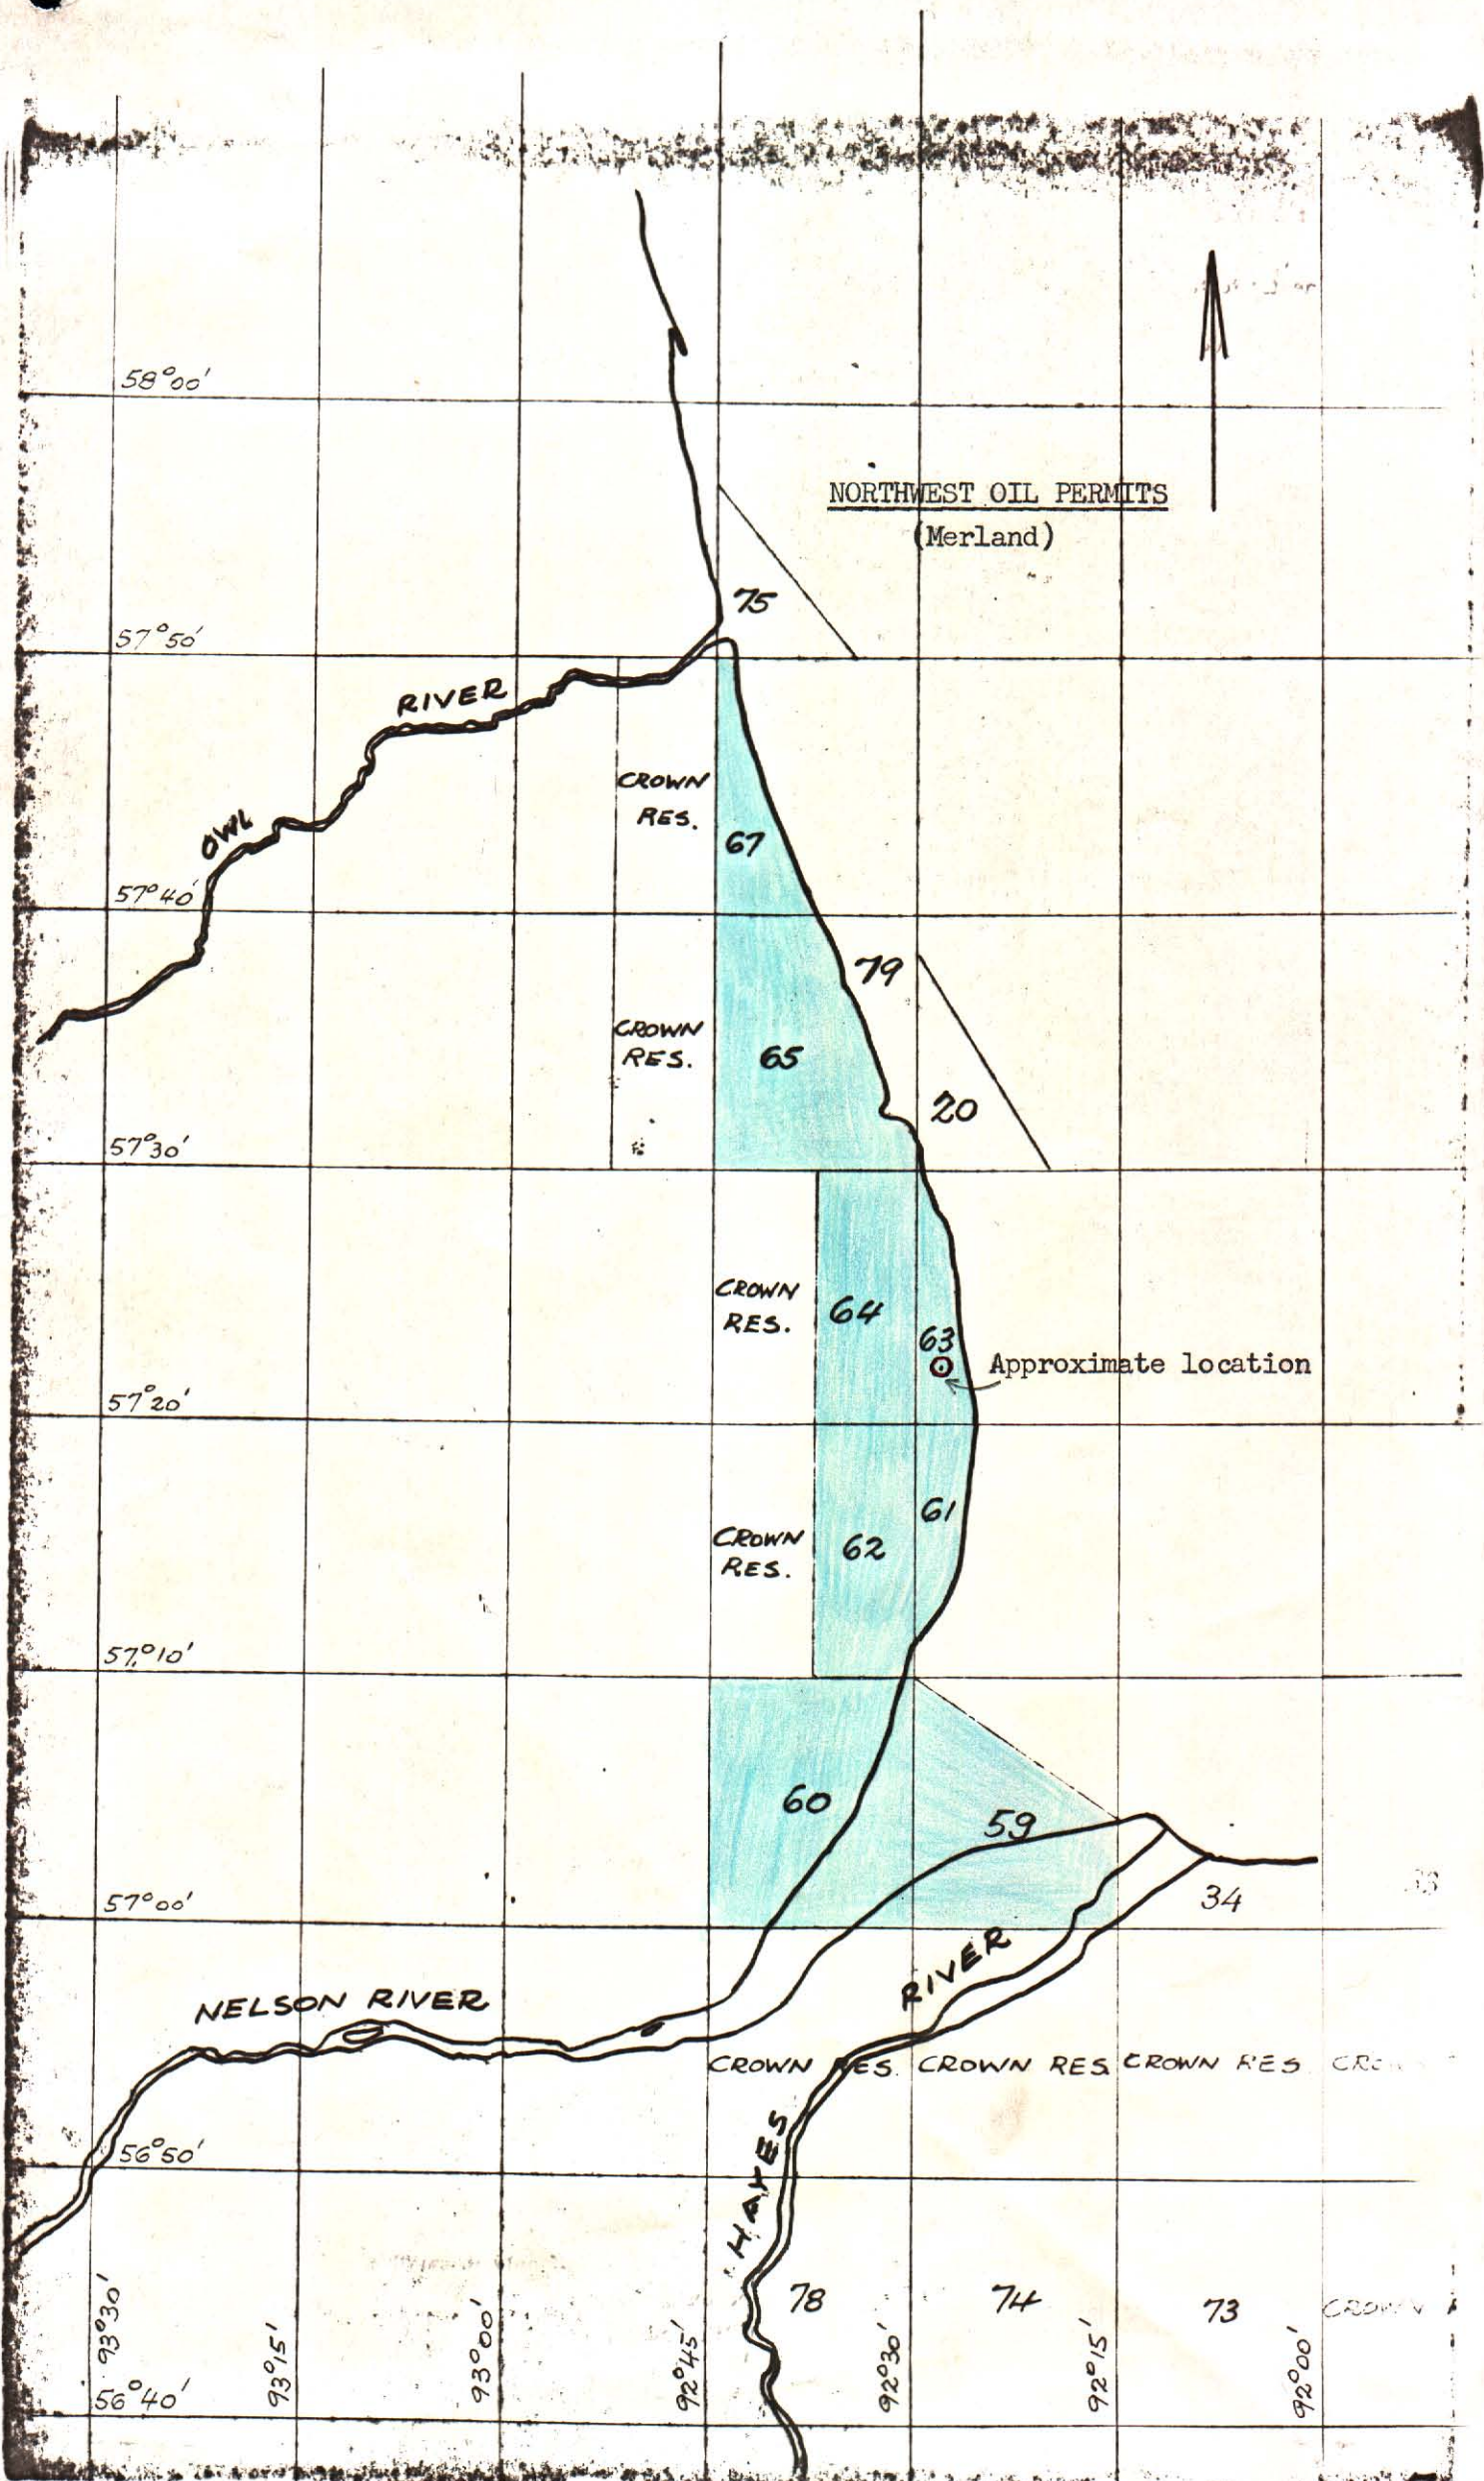 58°00'
NORTHWEST OIL PERMITS
(Merland)
75
57°50'
RIVER
OWL
CROWN
RES.
67
57°40'
79
CROWN
RES.
65
20
57°30'
CROWN
RES.
64
63
Approximate location
57°20'
61
CROWN
RES.
62
57°10'
60
59
57°00'
34
33
RIVER
NELSON RIVER
CROWN RES. CROWN RES. CROWN RES
HAYES
56°50'
78
74
73
CROWN
93°30'
93°15'
93°00'
92°45'
92°30'
92°15'
92°00'
56°40'